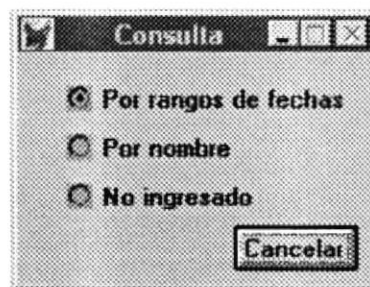 Consulta
Por rangos de fechas
Por nombre
No ingresado
Cancelar